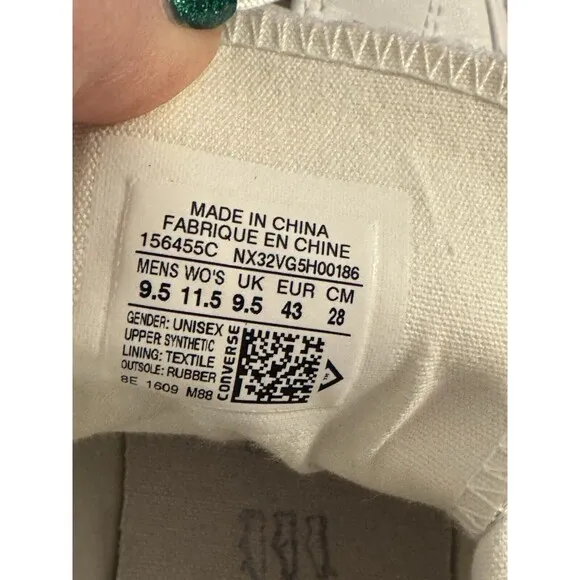 MADE IN CHINA
FABRIQUE EN CHINE
156455C NX32VG5H00186
MENS WO'S UK EUR CM
9.5 11.5 9.5 43 28
GENDER: UNISEX
UPPER: SYNTHETIC
LINING: TEXTILE
OUTSOLE: RUBBER
8E 1609 M88
CONVERSE